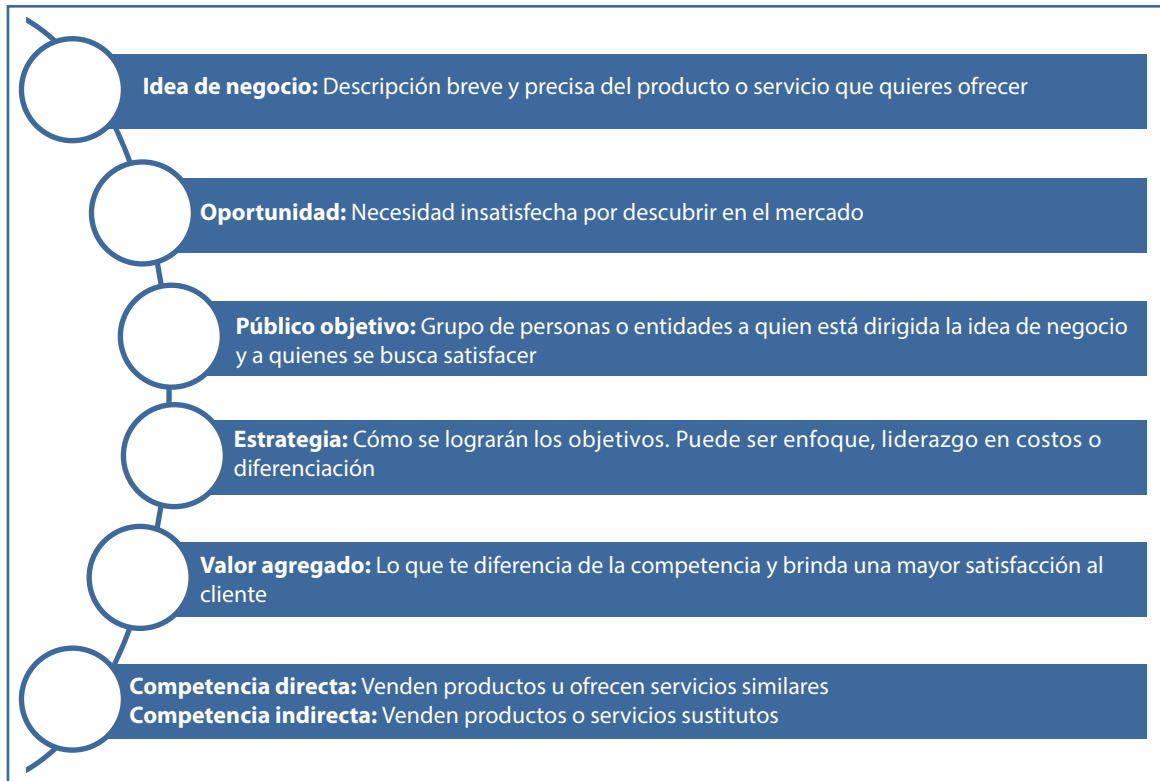 Idea de negocio: Descripción breve y precisa del producto o servicio que quieres ofrecer
Oportunidad: Necesidad insatisfecha por descubrir en el mercado
Público objetivo: Grupo de personas o entidades a quien está dirigida la idea de negocio
y a quienes se busca satisfacer
Estrategia: Cómo se lograrán los objetivos. Puede ser enfoque, liderazgo en costos o
diferenciación
Valor agregado: Lo que te diferencia de la competencia y brinda una mayor satisfacción al
cliente
Competencia directa: Venden productos u ofrecen servicios similares
Competencia indirecta: Venden productos o servicios sustitutos